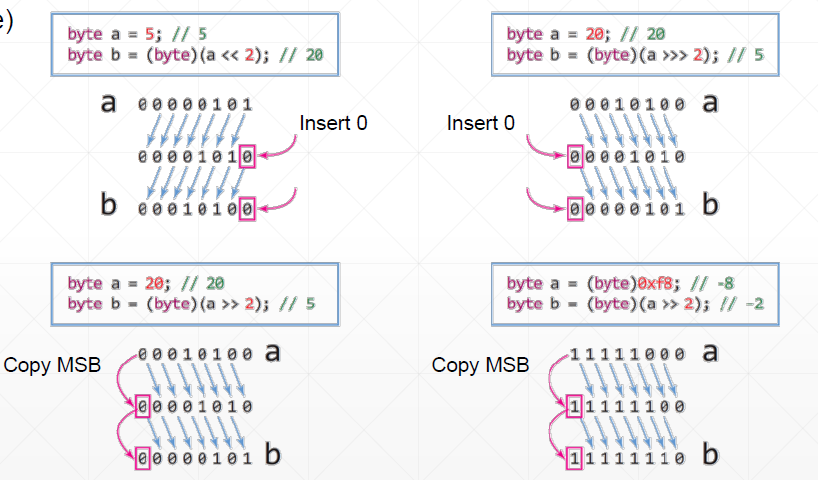 e)
byte a = 5; // 5
byte b = (byte)(a << 2); // 20
a 00000101
Insert 0
00001010
b 00010100
byte a = 20; // 20
byte b = (byte)(a >>> 2); // 5
00010100 a
Insert 0
00001010
00000101 b
byte a = 20; // 20
byte b = (byte)(a >> 2); // 5
00010100 a
Copy MSB
00001010
00000101 b
byte a = (byte)0xf8; // -8
byte b = (byte)(a >> 2); // -2
11111000 a
Copy MSB
11111100
11111110 b